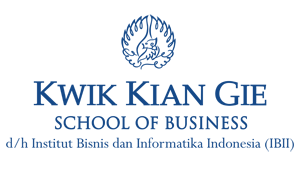 KWIK KIAN GIE
SCHOOL OF BUSINESS
d/h Institut Bisnis dan Informatika Indonesia (IBII)